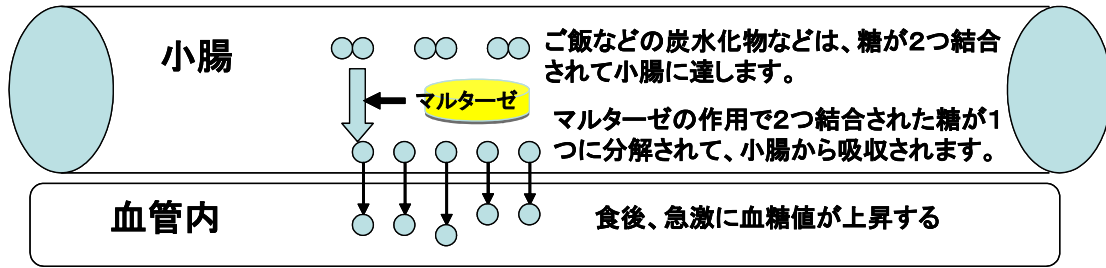 小腸
ご飯などの炭水化物などは、糖が2つ結合
されて小腸に達します。
マルターゼ
マルターゼの作用で2つ結合された糖が1
つに分解されて、小腸から吸収されます。
血管内
食後、急激に血糖値が上昇する